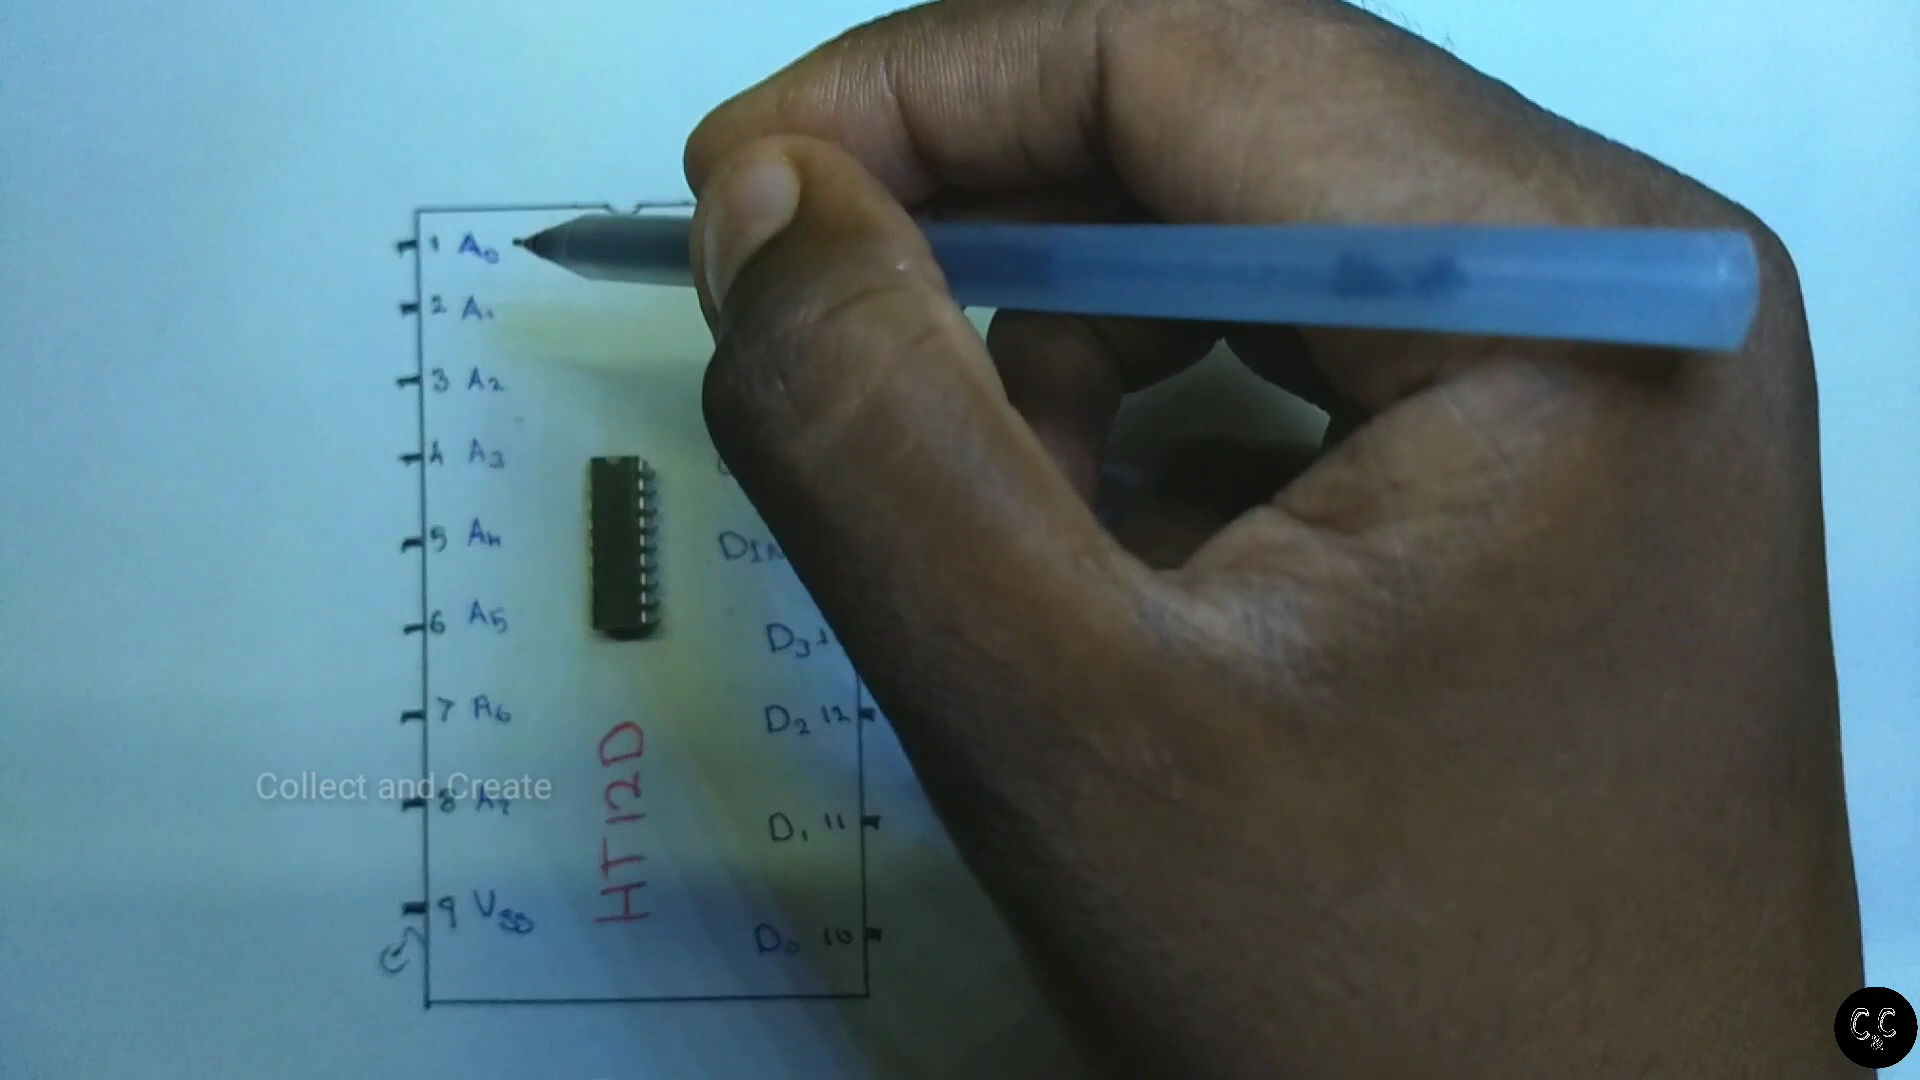 1 A0
2 A1
3 A2
4 A3
5 A4
6 A5
7 A6
8 A7
9 VSS
DIN
D3
D2 12
D1 11
D0 10
HT12D
Collect and Create
C&C